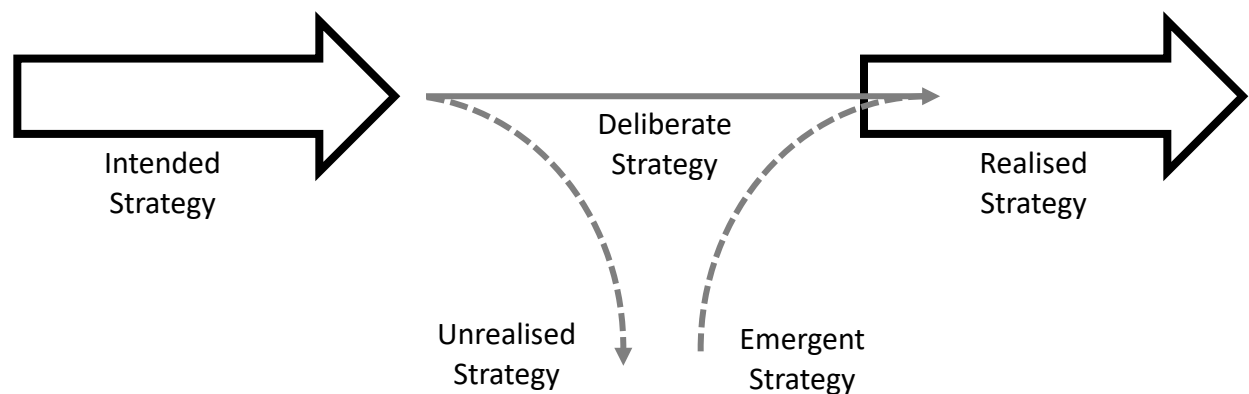 Intended
Strategy
Deliberate
Strategy
Realised
Strategy
Unrealised
Strategy
Emergent
Strategy